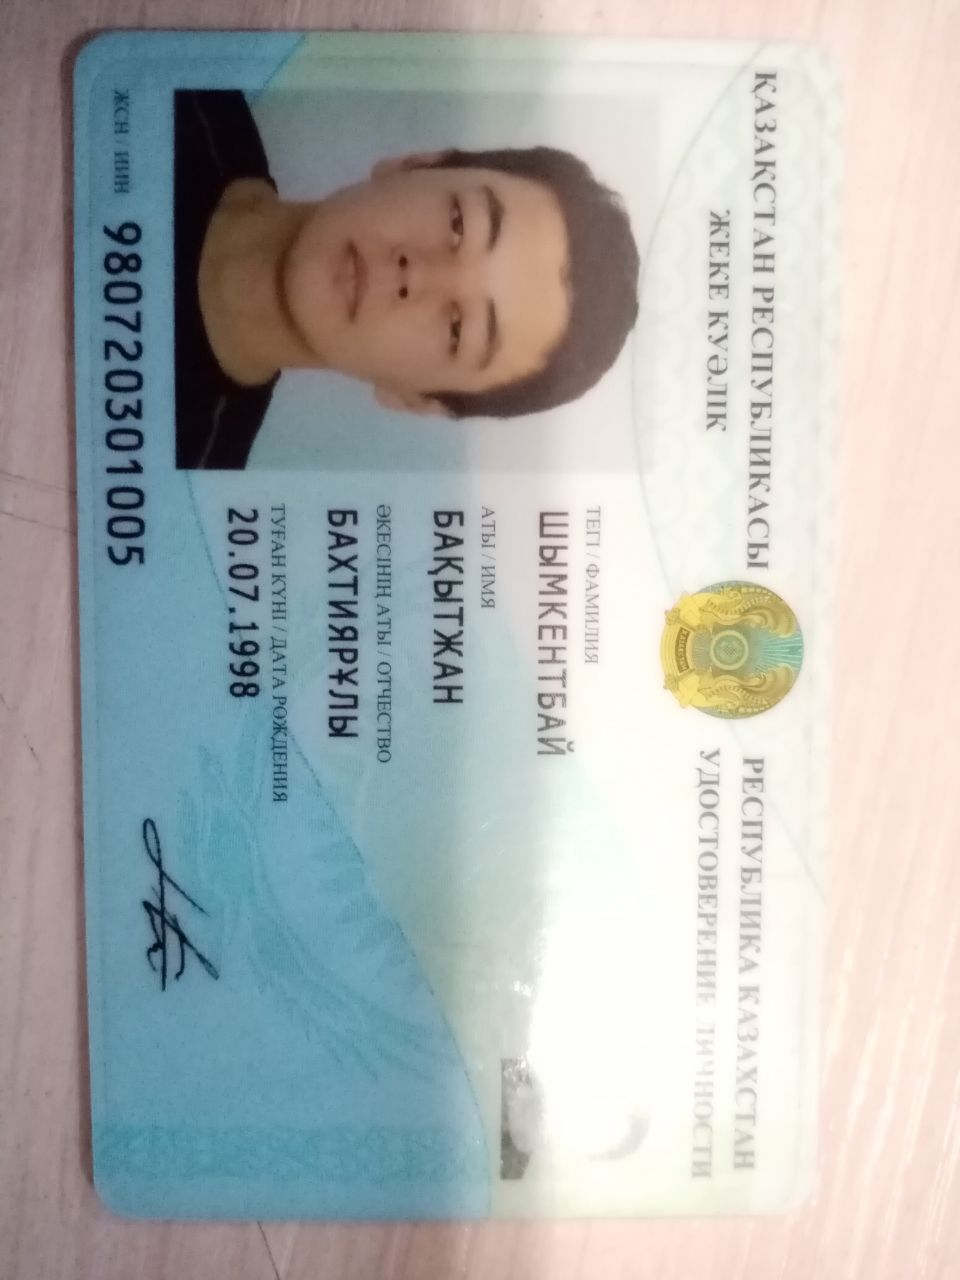 ҚАЗАҚСТАН РЕСПУБЛИКАСЫ
ЖЕКЕ КУӘЛІК
РЕСПУБЛИКА КАЗАХСТАН
УДОСТОВЕРЕНИЕ ЛИЧНОСТИ
ҚАЗАҚСТАН
ТЕГІ / ФАМИЛИЯ
ШЫМКЕНТБАЙ
АТЫ / ИМЯ
БАҚЫТЖАН
ӘКЕСІНІҢ АТЫ / ОТЧЕСТВО
БАХТИЯРҰЛЫ
ТУҒАН КҮНІ / ДАТА РОЖДЕНИЯ
20.07.1998
ЖСН / ИИН 980720301005